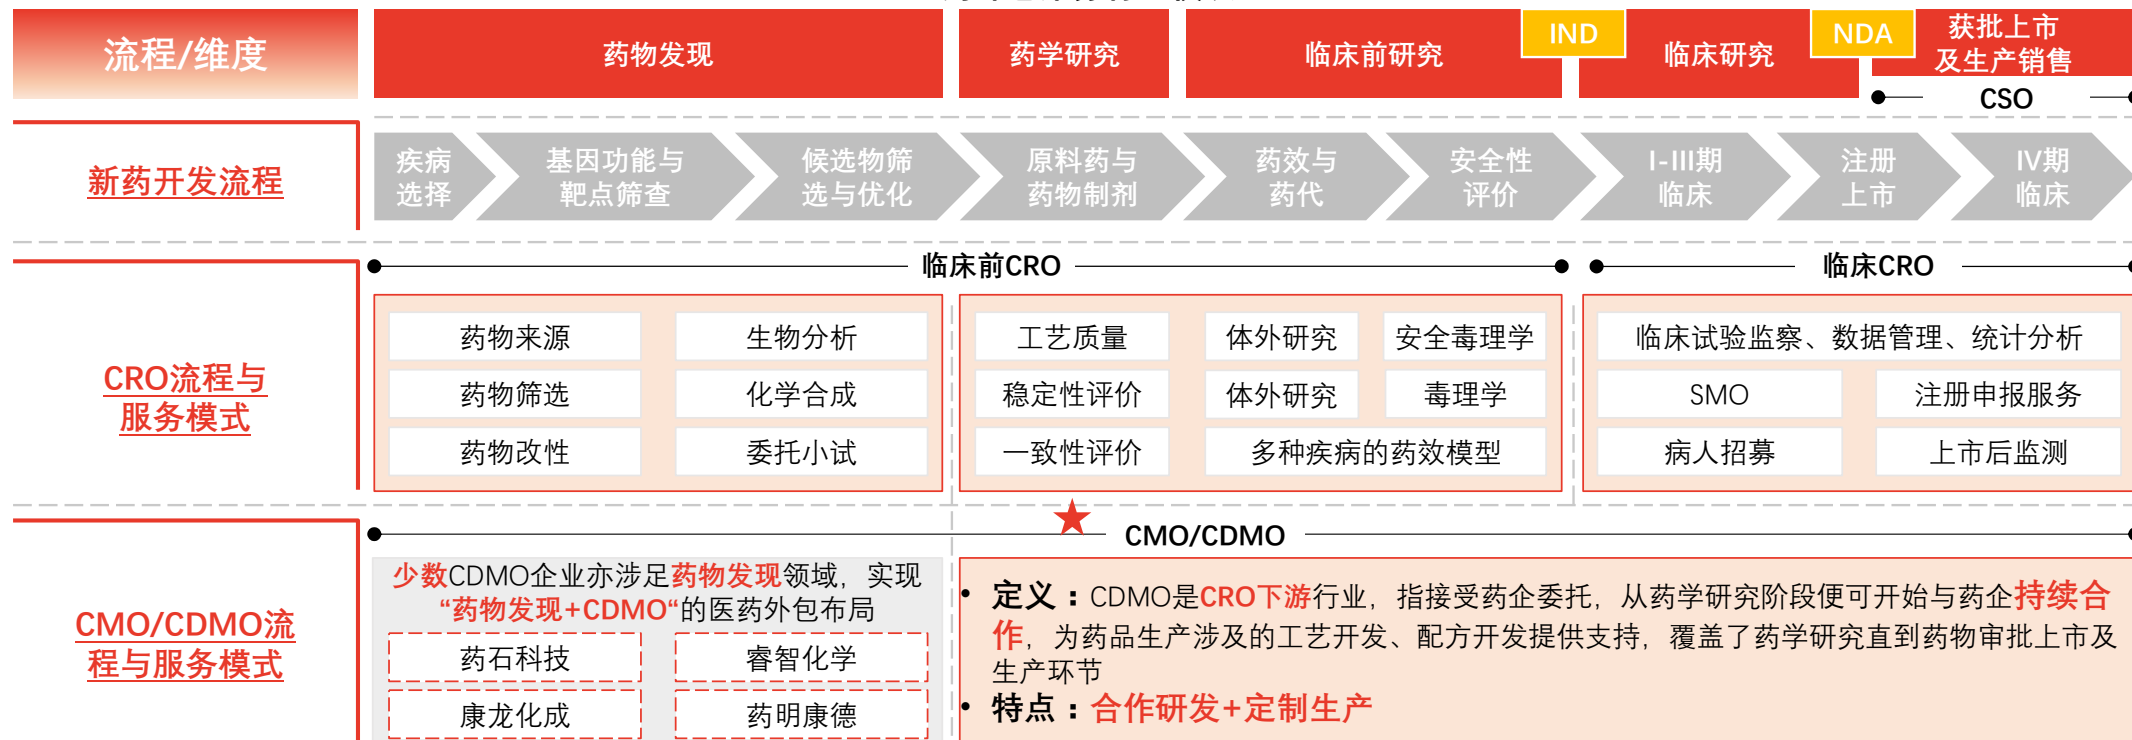 流程/维度
药物发现
药学研究
临床前研究
IND
临床研究
NDA
获批上市
及生产销售
CSO
新药开发流程
疾病
选择
基因功能与
靶点筛查
候选物筛
选与优化
原料药与
药物制剂
药效与
药代
安全性
评价
I-III期
临床
注册
上市
IV期
临床
临床前CRO
临床CRO
CRO流程与
服务模式
药物来源
生物分析
工艺质量
体外研究
安全毒理学
临床试验监察、数据管理、统计分析
药物筛选
化学合成
稳定性评价
体外研究
毒理学
SMO
注册申报服务
药物改性
委托小试
一致性评价
多种疾病的药效模型
病人招募
上市后监测
CMO/CDMO
CMO/CDMO流
程与服务模式
少数CDMO企业亦涉足药物发现领域，实现
“药物发现+CDMO“的医药外包布局
药石科技
睿智化学
康龙化成
药明康德
• 定义：CDMO是CRO下游行业，指接受药企委托，从药学研究阶段便可开始与药企持续合
作，为药品生产涉及的工艺开发、配方开发提供支持，覆盖了药学研究直到药物审批上市及
生产环节
• 特点：合作研发+定制生产